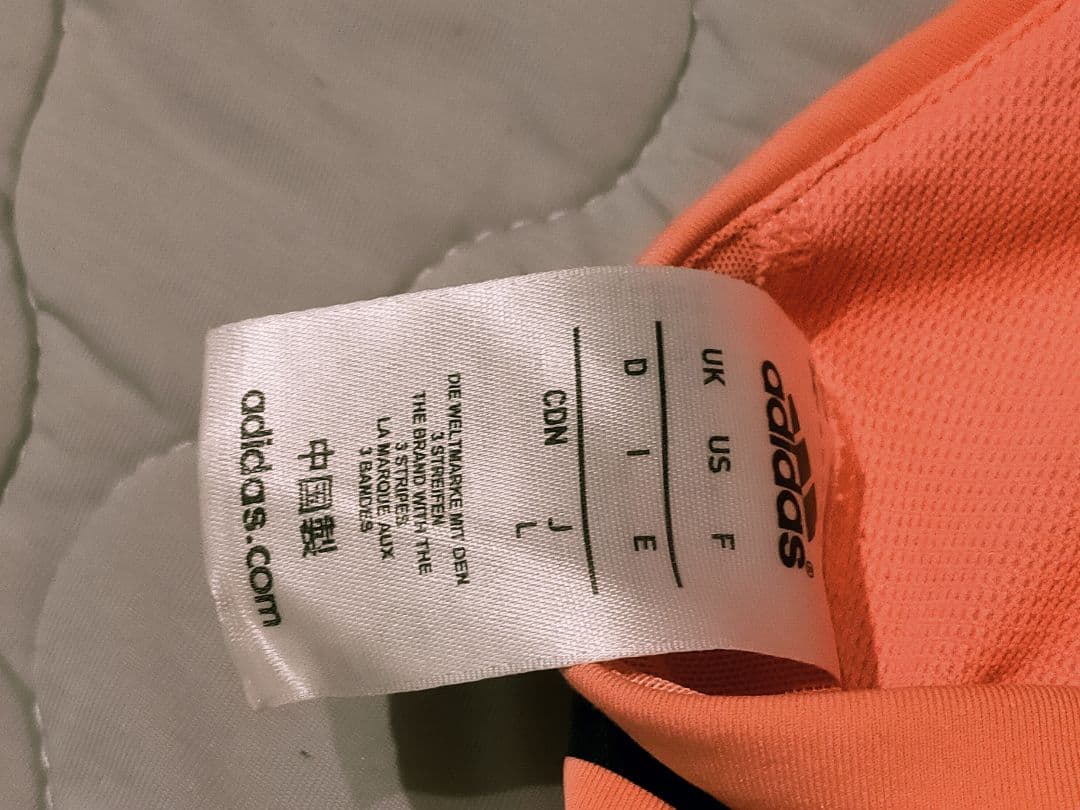 adidas®
UK US F
D I E
CDN J
L
DIE WELTMARKE MIT DEN
3 STREIFEN
THE BRAND WITH THE
3 STRIPES
LA MARQUE AUX
3 BANDES
中国製
adidas.com